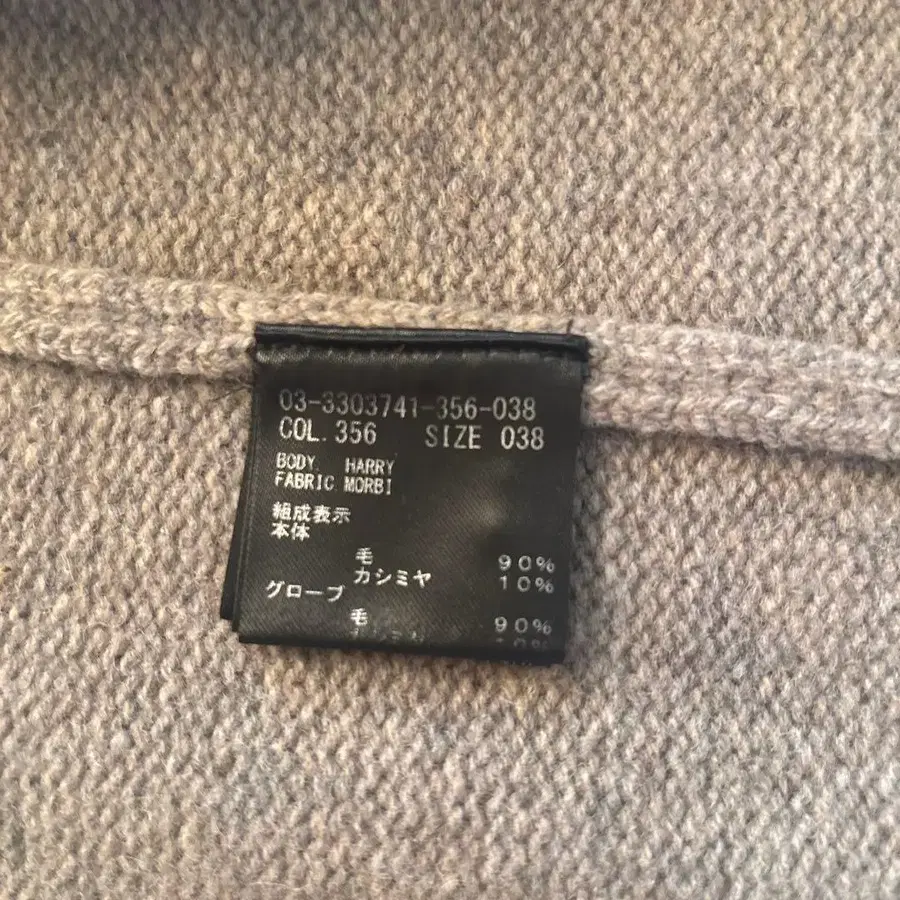 03-3303741-356-038
COL.356 SIZE 038
BODY. HARRY
FABRIC MORBI
組成表示
本体
毛 90%
カシミヤ 10%
グローブ
毛 90%
10%